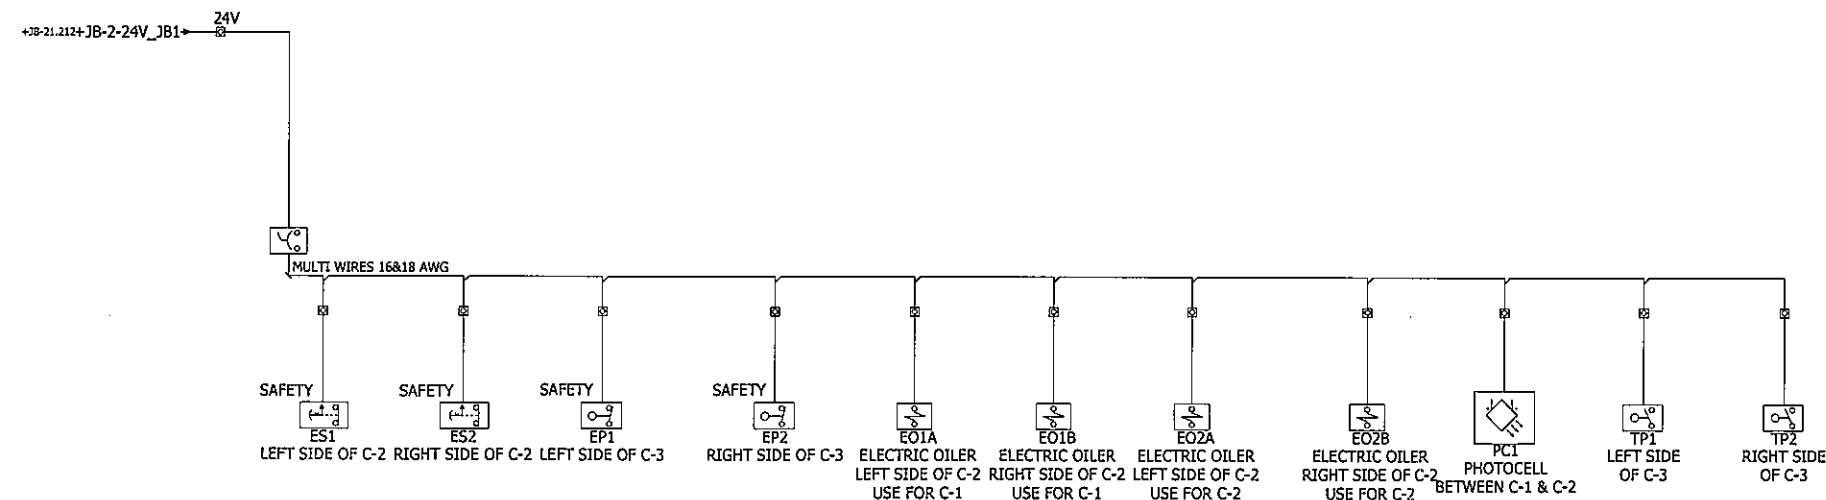 24V
+JB-21.212+JB-2-24V_JB1
MULTI WIRES 16&18 AWG
SAFETY
ES1
LEFT SIDE OF C-2
SAFETY
ES2
RIGHT SIDE OF C-2
SAFETY
EP1
LEFT SIDE OF C-3
SAFETY
EP2
RIGHT SIDE OF C-3
EO1A
ELECTRIC OILER
LEFT SIDE OF C-2
USE FOR C-1
EO1B
ELECTRIC OILER
RIGHT SIDE OF C-2
USE FOR C-1
EO2A
ELECTRIC OILER
LEFT SIDE OF C-2
USE FOR C-2
EO2B
ELECTRIC OILER
RIGHT SIDE OF C-2
USE FOR C-2
PC1
PHOTOCELL
BETWEEN C-1 & C-2
TP1
LEFT SIDE
OF C-3
TP2
RIGHT SIDE
OF C-3